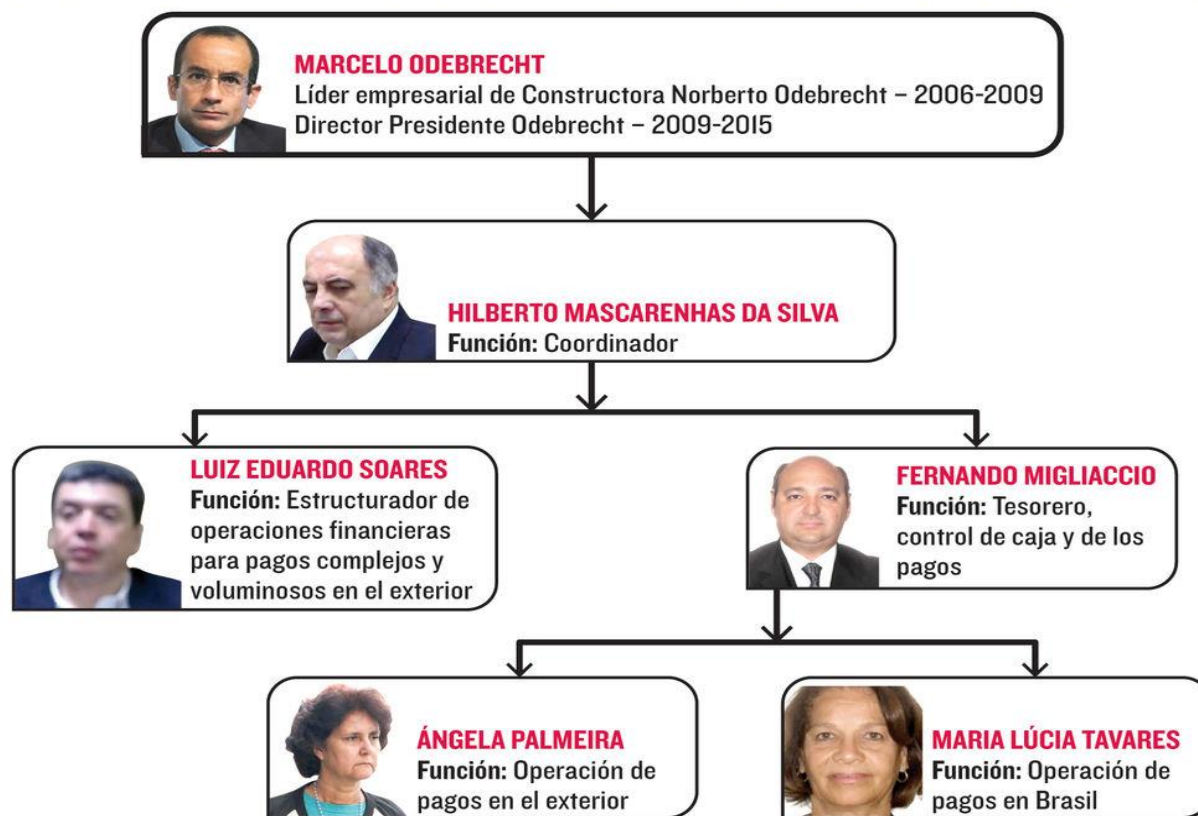 MARCELO ODEBRECHT
Líder empresarial de Constructora Norberto Odebrecht – 2006-2009
Director Presidente Odebrecht – 2009-2015
HILBERTO MASCARENHAS DA SILVA
Función: Coordinador
LUIZ EDUARDO SOARES
Función: Estructurador de
operaciones financieras
para pagos complejos y
voluminosos en el exterior
FERNANDO MIGLIACCIO
Función: Tesorero,
control de caja y de los
pagos
ÁNGELA PALMEIRA
Función: Operación de
pagos en el exterior
MARIA LÚCIA TAVARES
Función: Operación de
pagos en Brasil